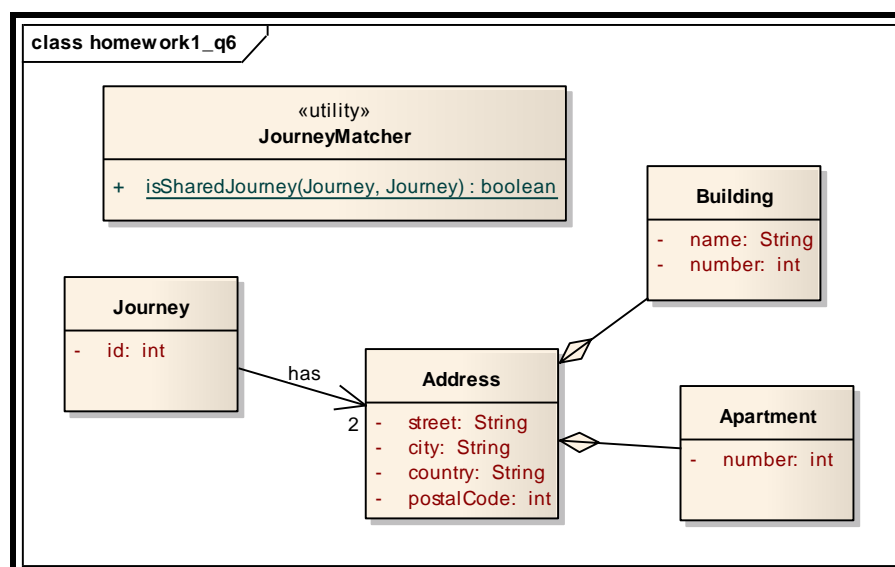 class homework1_q6
«utility»
JourneyMatcher
+ isSharedJourney(Journey, Journey) : boolean
Building
- name: String
- number: int
Journey
- id: int
has
2
Address
- street: String
- city: String
- country: String
- postalCode: int
Apartment
- number: int